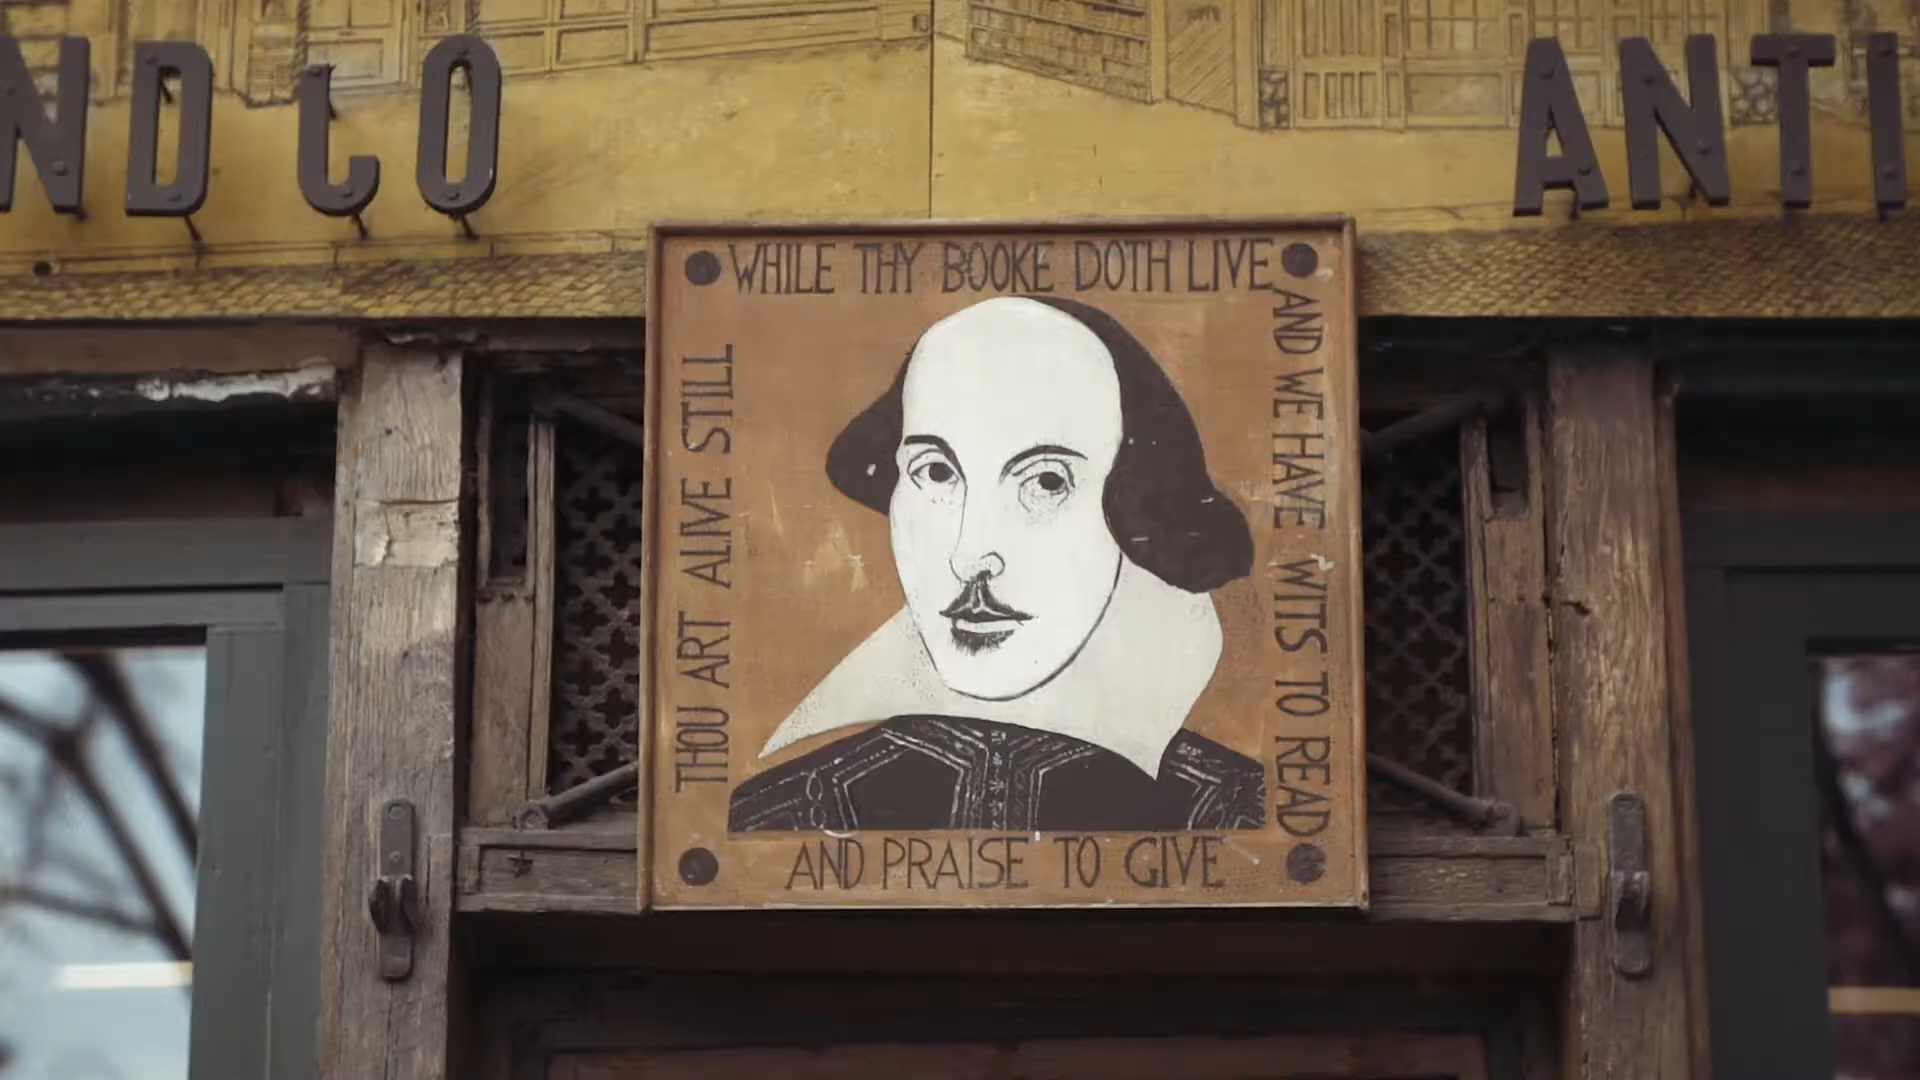 ND CO
ANTI
THOU ART ALIVE STILL
WHILE THY BOOKE DOTH LIVE
AND WE HAVE WITS TO READ
AND PRAISE TO GIVE